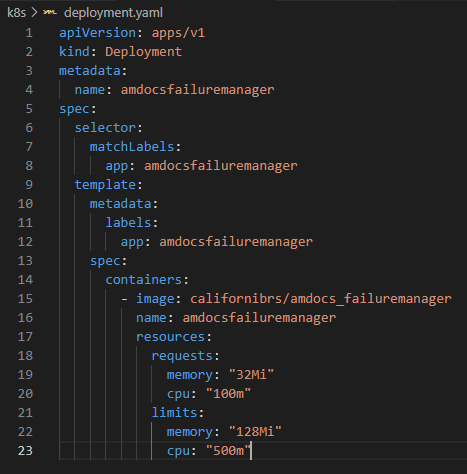 k8s > deployment.yaml
1 apiVersion: apps/v1
2 kind: Deployment
3 metadata:
4   name: amdocsfailuremanager
5 spec:
6   selector:
7     matchLabels:
8       app: amdocsfailuremanager
9   template:
10     metadata:
11       labels:
12         app: amdocsfailuremanager
13     spec:
14       containers:
15         - image: californibrs/amdocs_failuremanager
16           name: amdocsfailuremanager
17           resources:
18             requests:
19               memory: "32Mi"
20               cpu: "100m"
21             limits:
22               memory: "128Mi"
23               cpu: "500m"